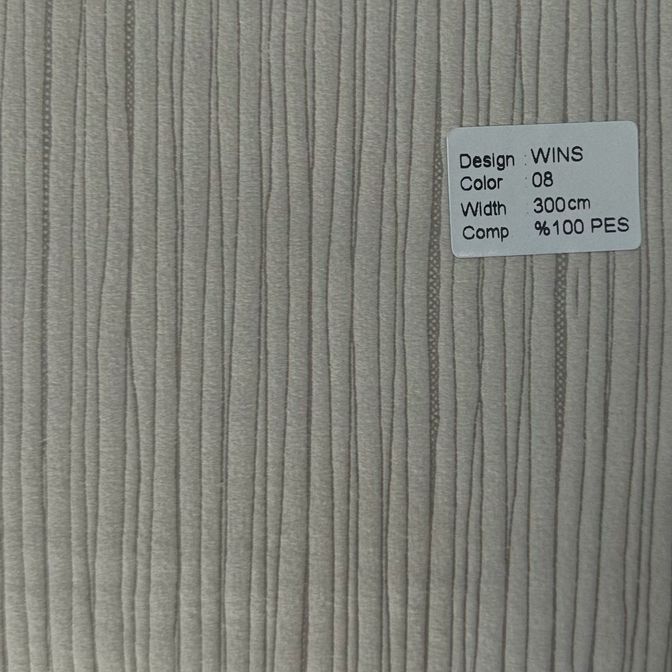 Design : WINS
Color : 08
Width : 300cm
Comp : %100 PES